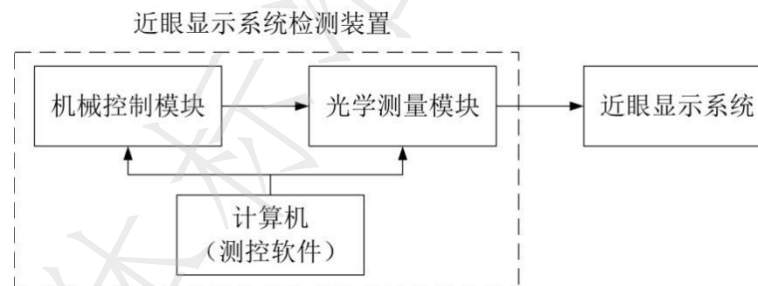 近眼显示系统检测装置
机械控制模块
光学测量模块
近眼显示系统
计算机
（测控软件）